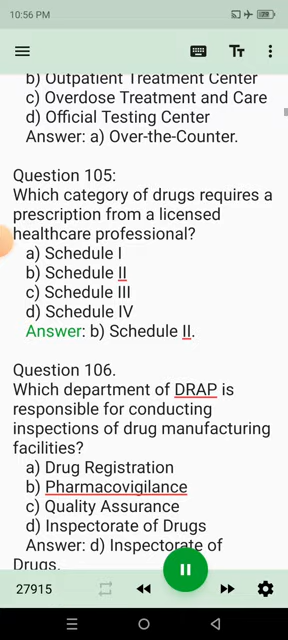 10:56 PM
b) Outpatient Treatment Center
c) Overdose Treatment and Care
d) Official Testing Center
Answer: a) Over-the-Counter.
Question 105:
Which category of drugs requires a
prescription from a licensed
healthcare professional?
a) Schedule I
b) Schedule II
c) Schedule III
d) Schedule IV
Answer: b) Schedule II.
Question 106.
Which department of DRAP is
responsible for conducting
inspections of drug manufacturing
facilities?
a) Drug Registration
b) Pharmacovigilance
c) Quality Assurance
d) Inspectorate of Drugs
Answer: d) Inspectorate of
Drugs.
27915